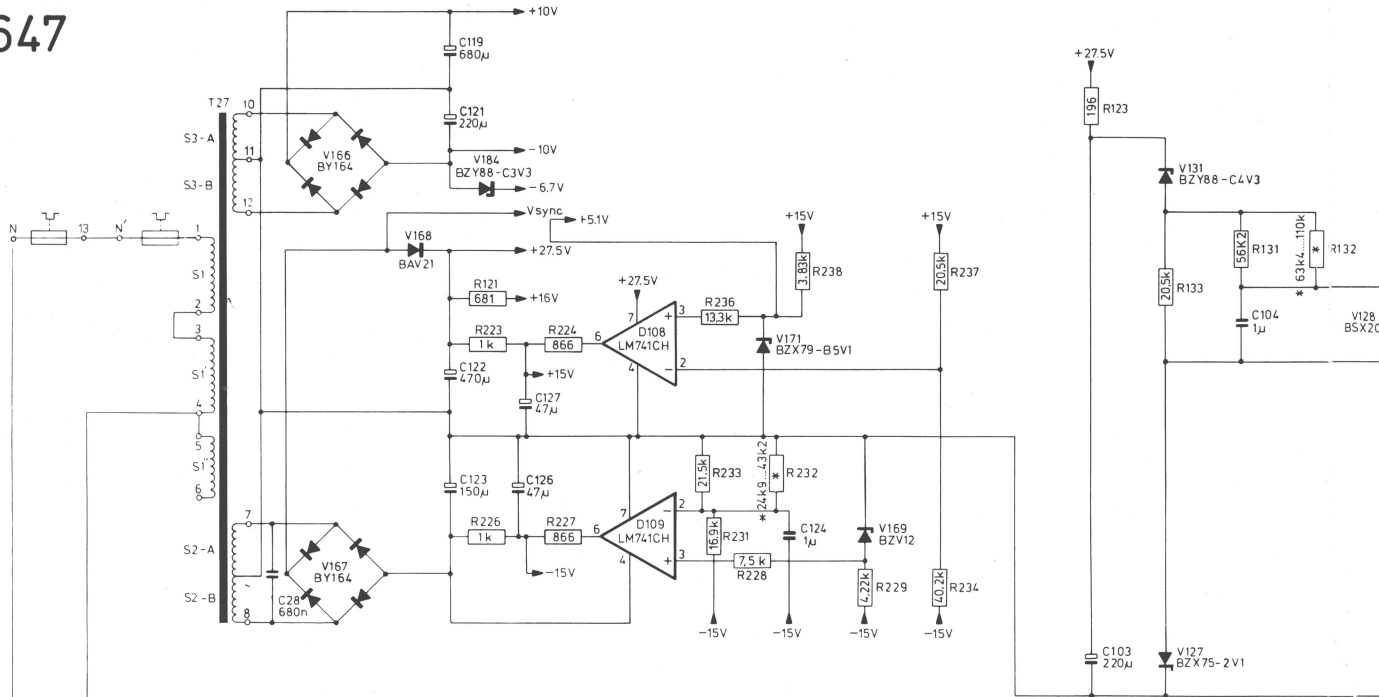 647
+10V
C119
680µ
T27
10
S3-A
11
S3-B
12
V166
BY164
C121
220µ
-10V
V184
BZY88-C3V3
-6.7V
Vsync
+5.1V
N
13
N'
1
S1
2
3
S1'
4
5
S1"
6
7
S2-A
S2-B
8
V168
BAV21
+27.5V
R121
681
+16V
R223
1k
R224
866
+15V
C122
470µ
C127
47µ
+27.5V
7
6
D108
LM741CH
4
+
3
-
2
R236
13,3k
V171
BZX79-B5V1
+15V
3.83k
R238
+15V
20.5k
R237
C123
150µ
C126
47µ
R226
1k
R227
866
-15V
C28
680n
V167
BY164
7
6
D109
LM741CH
4
-
2
+
3
21.5k
R233
* 24k9...43k2
*
R232
16.9k
R231
C124
1µ
7,5k
R228
V169
BZV12
4.22k
R229
40.2k
R234
-15V
-15V
-15V
-15V
+27.5V
196
R123
V131
BZY88-C4V3
56K2
R131
* 63k4...110k
*
R132
20.5k
R133
C104
1µ
V128
BSX20
C103
220µ
V127
BZX75-2V1